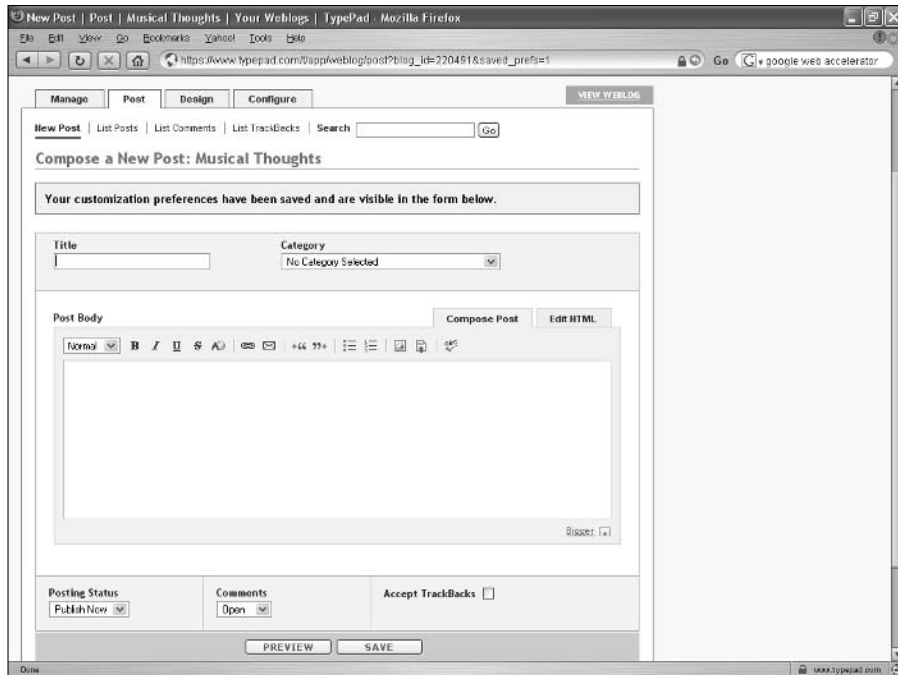 New Post | Post | Musical Thoughts | Your Weblogs | TypePad - Mozilla Firefox
File Edit View Go Bookmarks Yahoo! Tools Help
https://www.typepad.com/t/app/weblog/post?blog_id=220491&saved_prefs=1 Go G google web accelerator
Manage Post Design Configure VIEW WEBLOG
New Post | List Posts | List Comments | List TrackBacks | Search Go
Compose a New Post: Musical Thoughts
Your customization preferences have been saved and are visible in the form below.
Title Category
No Category Selected
Post Body Compose Post Edit HTML
Normal B I U S A
Bigger
Posting Status Comments Accept TrackBacks
Publish Now Open
PREVIEW SAVE
Done www.typepad.com